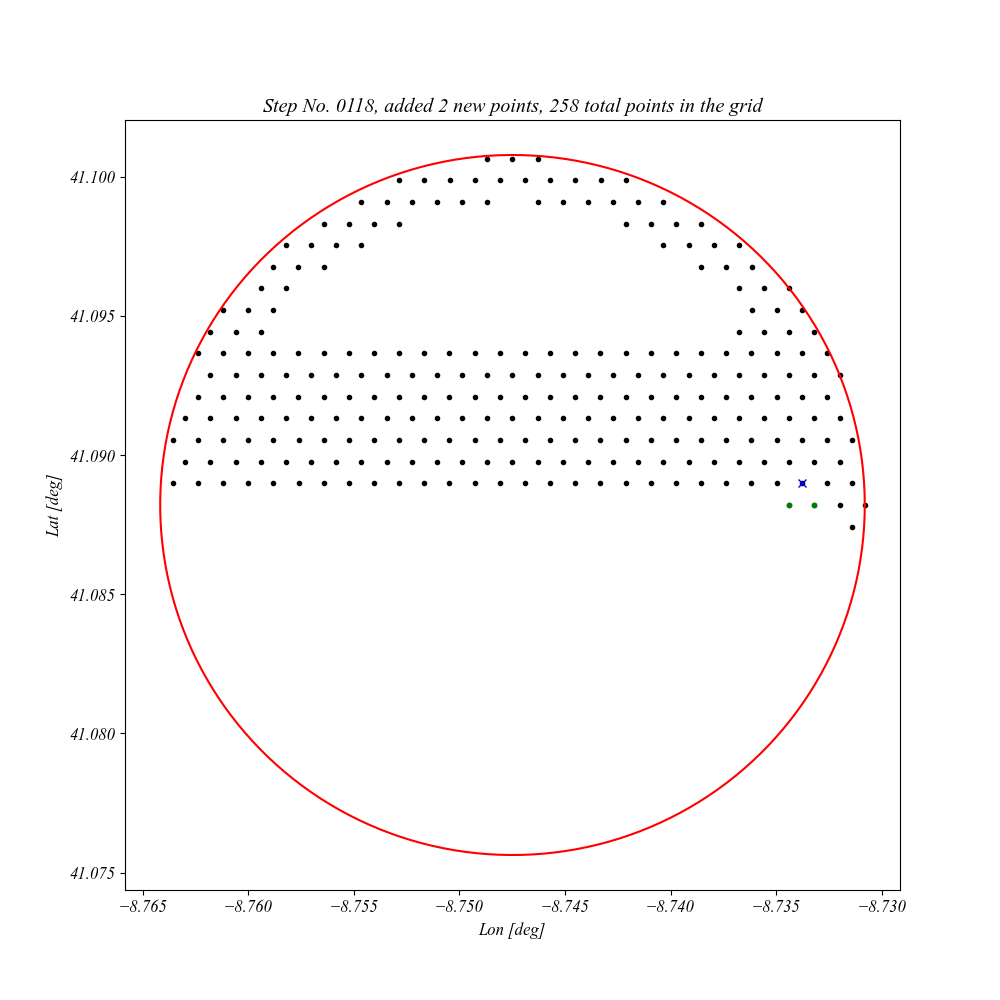 Step No. 0118, added 2 new points, 258 total points in the grid
41.100
41.095
41.090
41.085
41.080
41.075
Lat [deg]
−8.765 −8.760 −8.755 −8.750 −8.745 −8.740 −8.735 −8.730
Lon [deg]